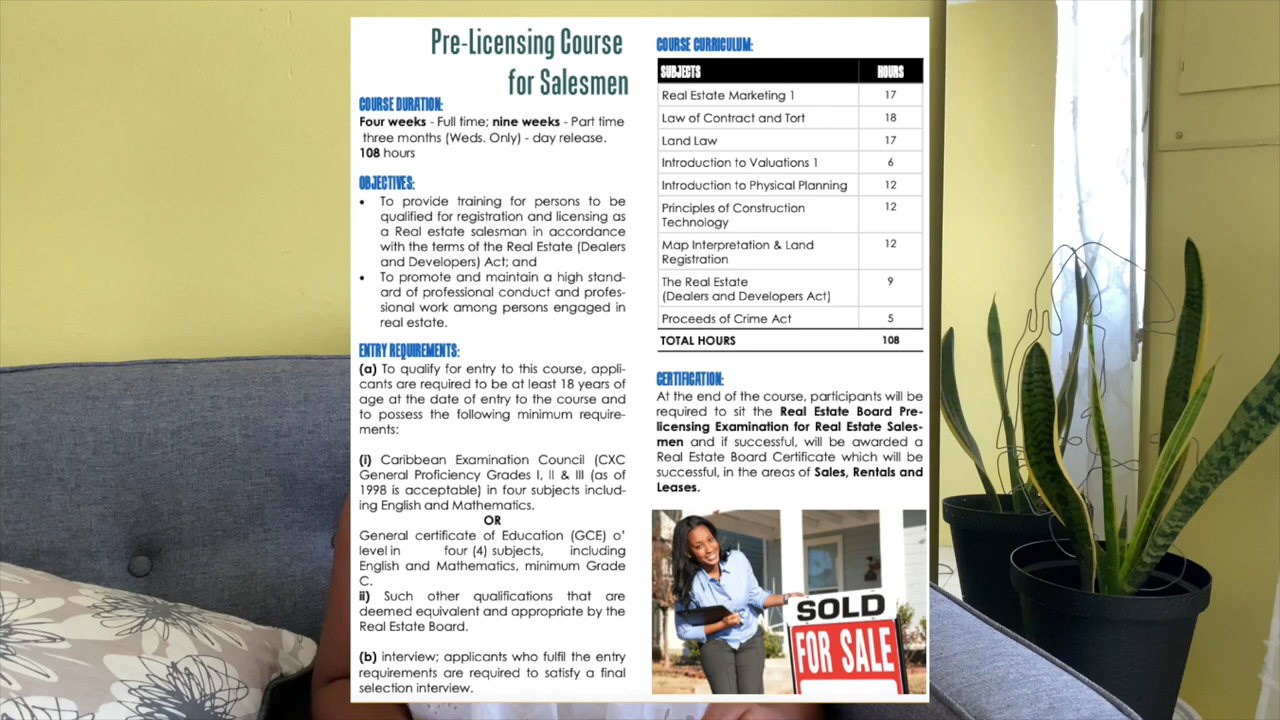 Pre-Licensing Course
for Salesmen
COURSE DURATION:
Four weeks - Full time; nine weeks - Part time
three months (Weds. Only) - day release.
108 hours
OBJECTIVES:
• To provide training for persons to be
qualified for registration and licensing as
a Real estate salesman in accordance
with the terms of the Real Estate (Dealers
and Developers) Act; and
• To promote and maintain a high stand-
ard of professional conduct and profes-
sional work among persons engaged in
real estate.
ENTRY REQUIREMENTS:
(a) To qualify for entry to this course, appli-
cants are required to be at least 18 years of
age at the date of entry to the course and
to possess the following minimum require-
ments:
(i) Caribbean Examination Council (CXC
General Proficiency Grades I, II & III (as of
1998 is acceptable) in four subjects includ-
ing English and Mathematics.
OR
General certificate of Education (GCE) o'
level in four (4) subjects, including
English and Mathematics, minimum Grade
C.
ii) Such other qualifications that are
deemed equivalent and appropriate by the
Real Estate Board.
(b) interview; applicants who fulfil the entry
requirements are required to satisfy a final
selection interview.
COURSE CURRICULUM:
SUBJECTS HOURS
Real Estate Marketing 1 17
Law of Contract and Tort 18
Land Law 17
Introduction to Valuations 1 6
Introduction to Physical Planning 12
Principles of Construction 12
Technology
Map Interpretation & Land 12
Registration
The Real Estate 9
(Dealers and Developers Act)
Proceeds of Crime Act 5
TOTAL HOURS 108
CERTIFICATION:
At the end of the course, participants will be
required to sit the Real Estate Board Pre-
licensing Examination for Real Estate Sales-
men and if successful, will be awarded a
Real Estate Board Certificate which will be
successful, in the areas of Sales, Rentals and
Leases.
SOLD
FOR SALE